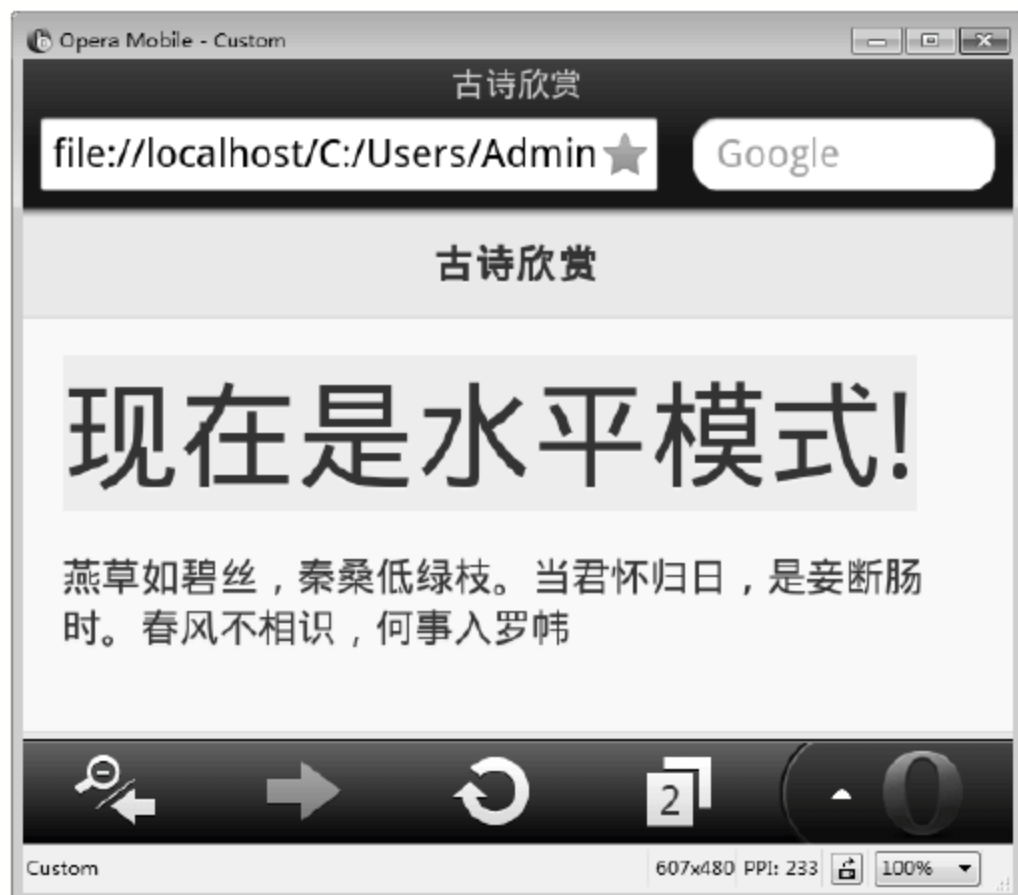 Opera Mobile - Custom
古诗欣赏
file://localhost/C:/Users/Admin
Google
古诗欣赏
现在是水平模式!
燕草如碧丝，秦桑低绿枝。当君怀归日，是妾断肠
时。春风不相识，何事入罗帏
2
Custom
607x480 PPI: 233
100%